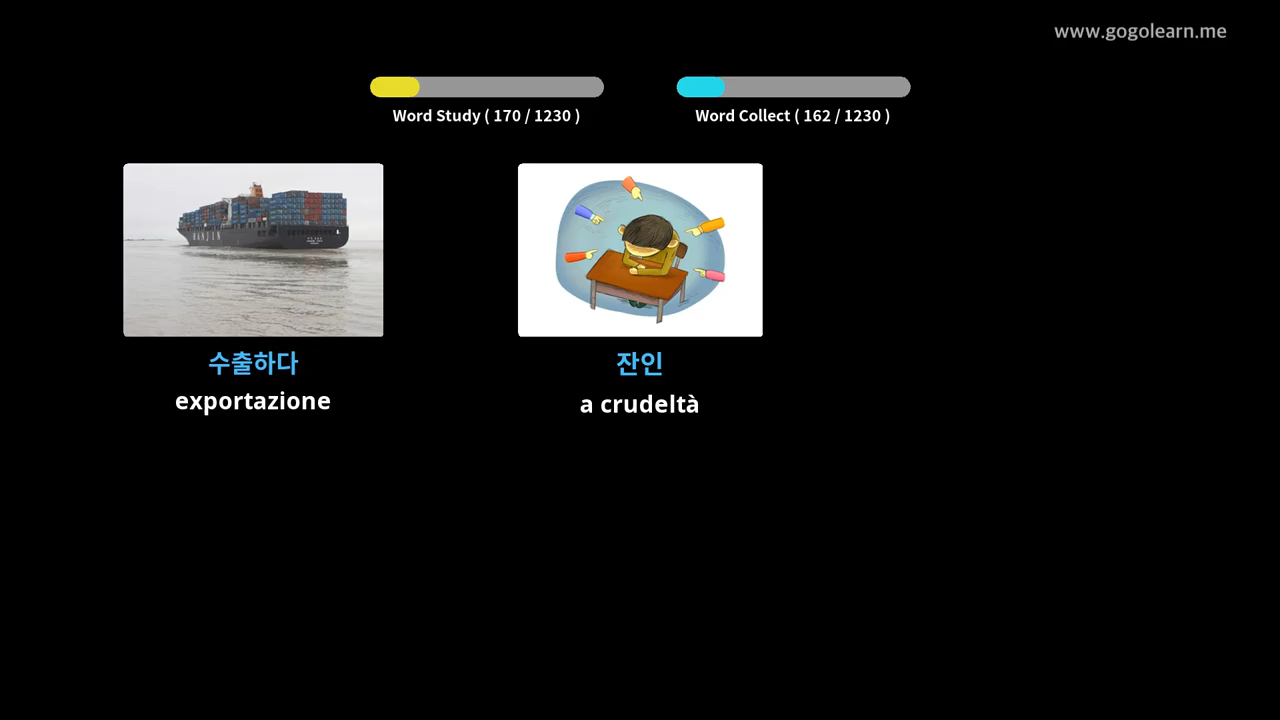 www.gogolearn.me
Word Study ( 170 / 1230 )
Word Collect ( 162 / 1230 )
HANJIN
수출하다
exportazione
잔인
a crudeltà